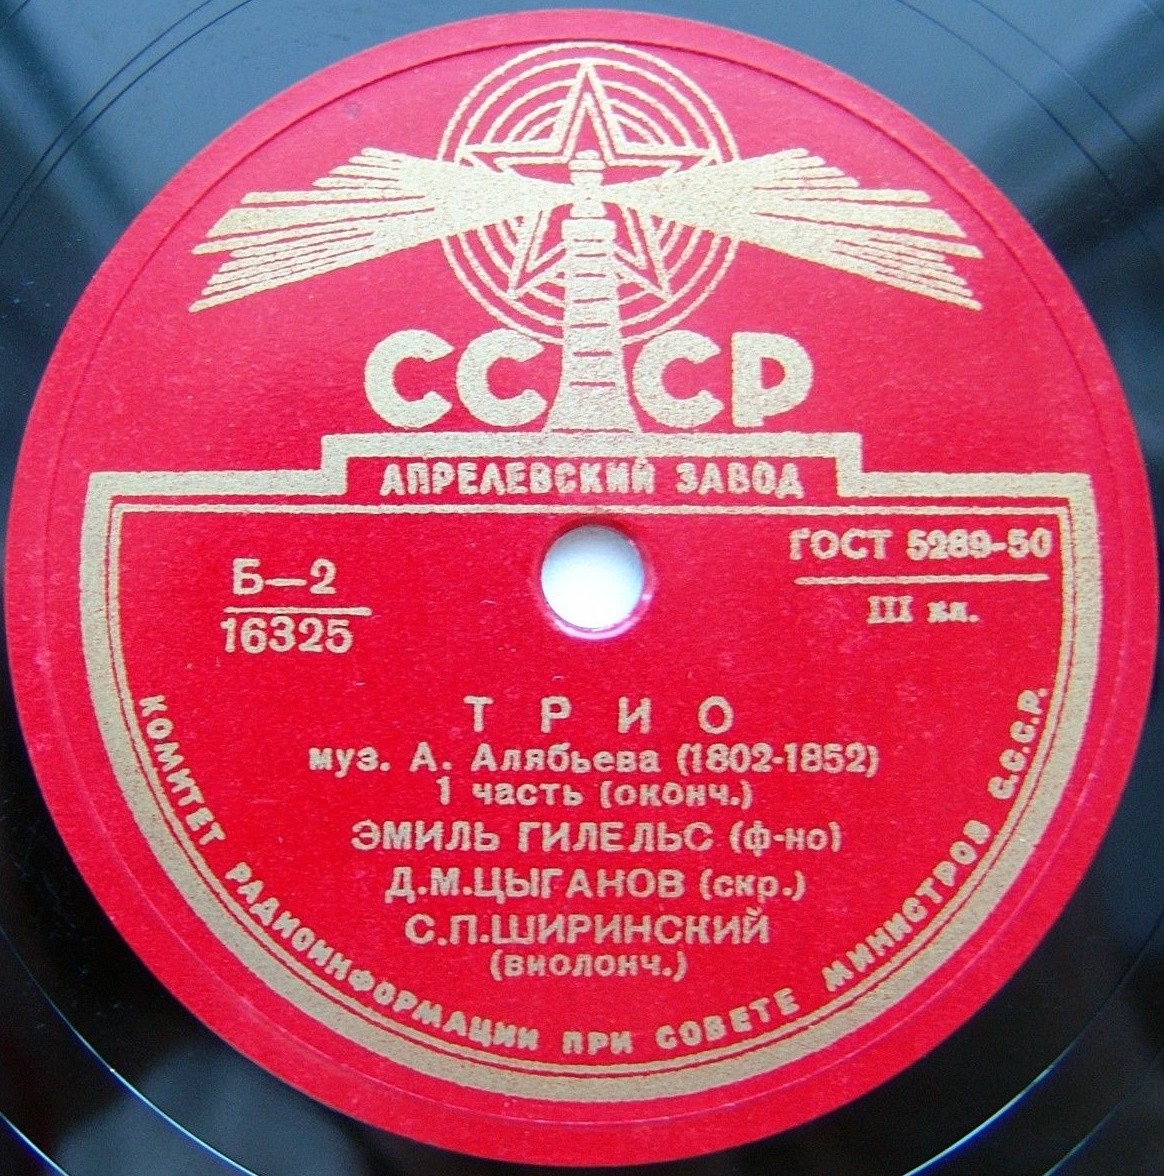 СССР
АПРЕЛЕВСКИЙ ЗАВОД
Б—2
16325
ГОСТ 5289-50
III кл.
ТРИО
муз. А. Алябьева (1802-1852)
1 часть (оконч.)
ЭМИЛЬ ГИЛЕЛЬС (ф-но)
Д.М.ЦЫГАНОВ (скр.)
С.П.ШИРИНСКИЙ
(виолонч.)
КОМИТЕТ РАДИОИНФОРМАЦИИ ПРИ СОВЕТЕ МИНИСТРОВ С.С.С.Р.